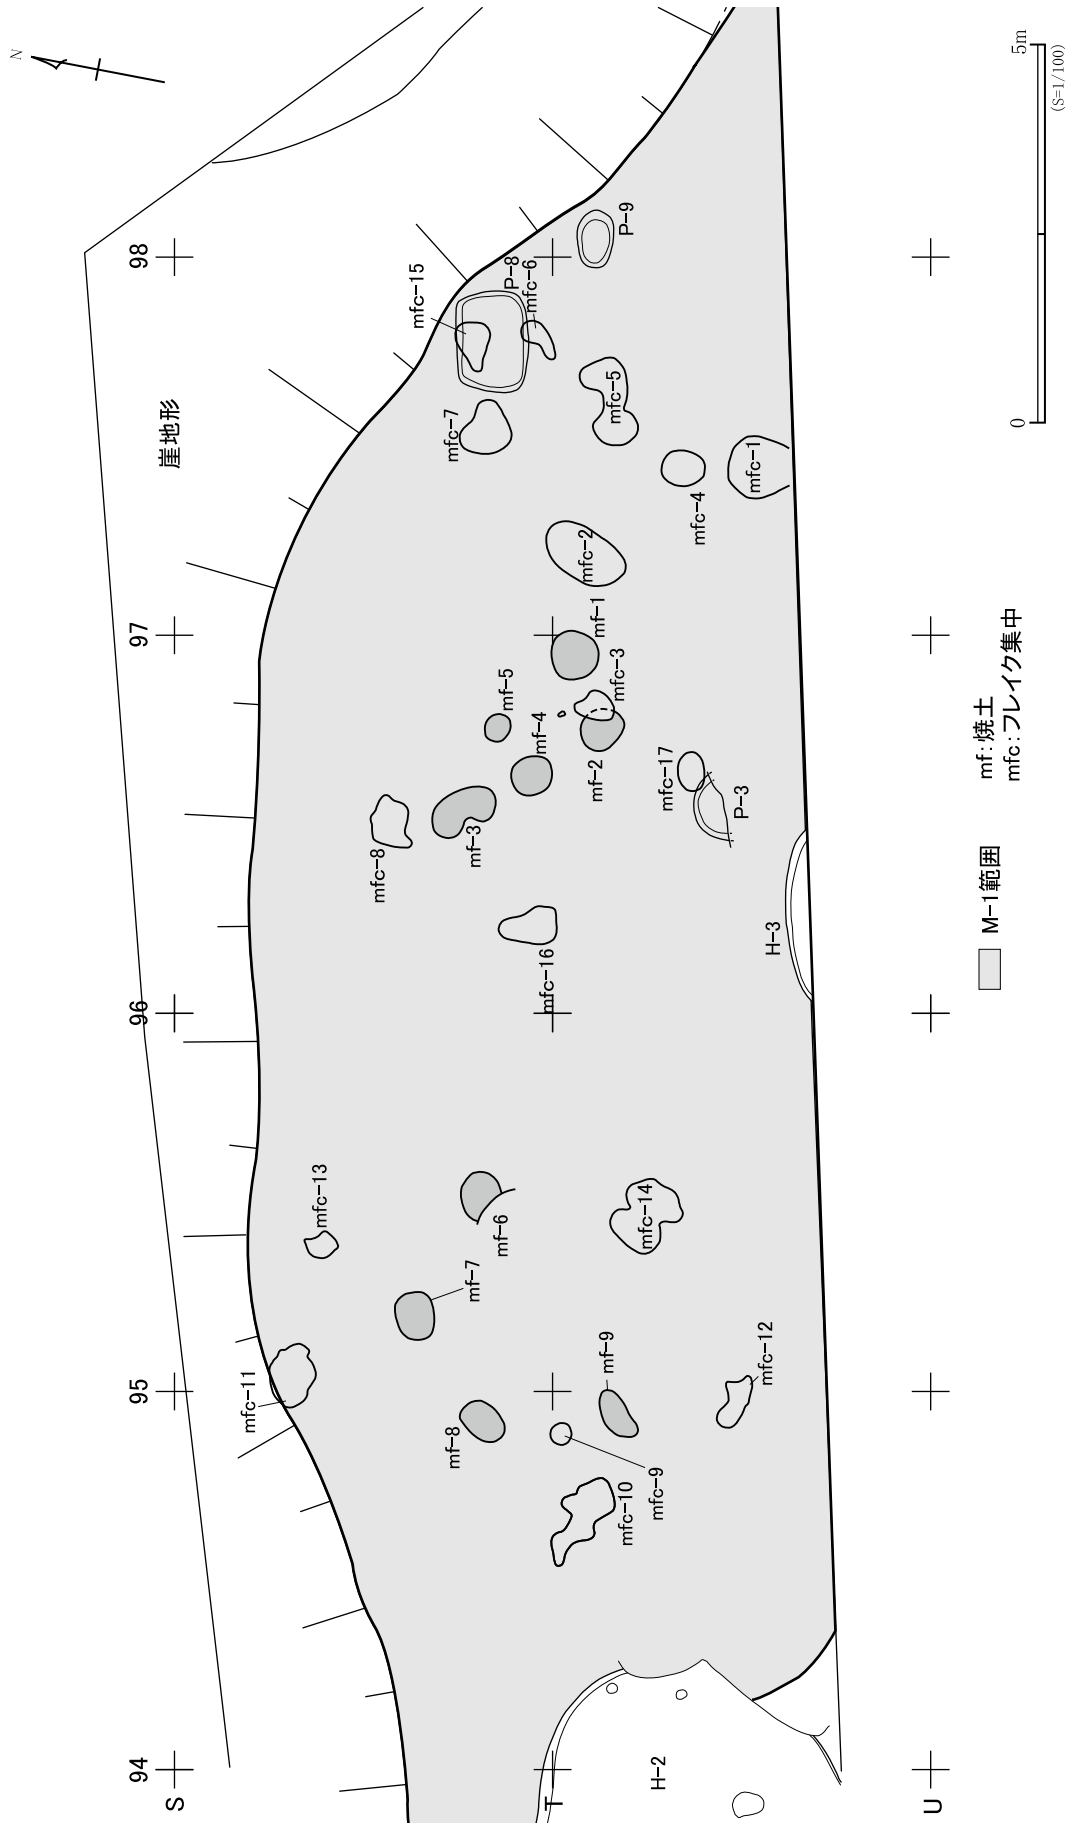 N
5m
(S=1/100)
0
98
P-9
mfc-15
P-8
mfc-6
崖地形
mfc-7
mfc-5
mfc-4
mfc-1
mfc-2
97
mf-1
mfc-3
mf-5
mf-4
mf-2
mfc-17
P-3
mfc-8
mf-3
mf：焼土
mfc：フレイク集中
M-1範囲
H-3
mfc-16
96
mfc-13
mf-6
mfc-14
mf-7
95
mfc-11
mf-9
mfc-12
mf-8
mfc-9
mfc-10
94
H-2
S
T
U